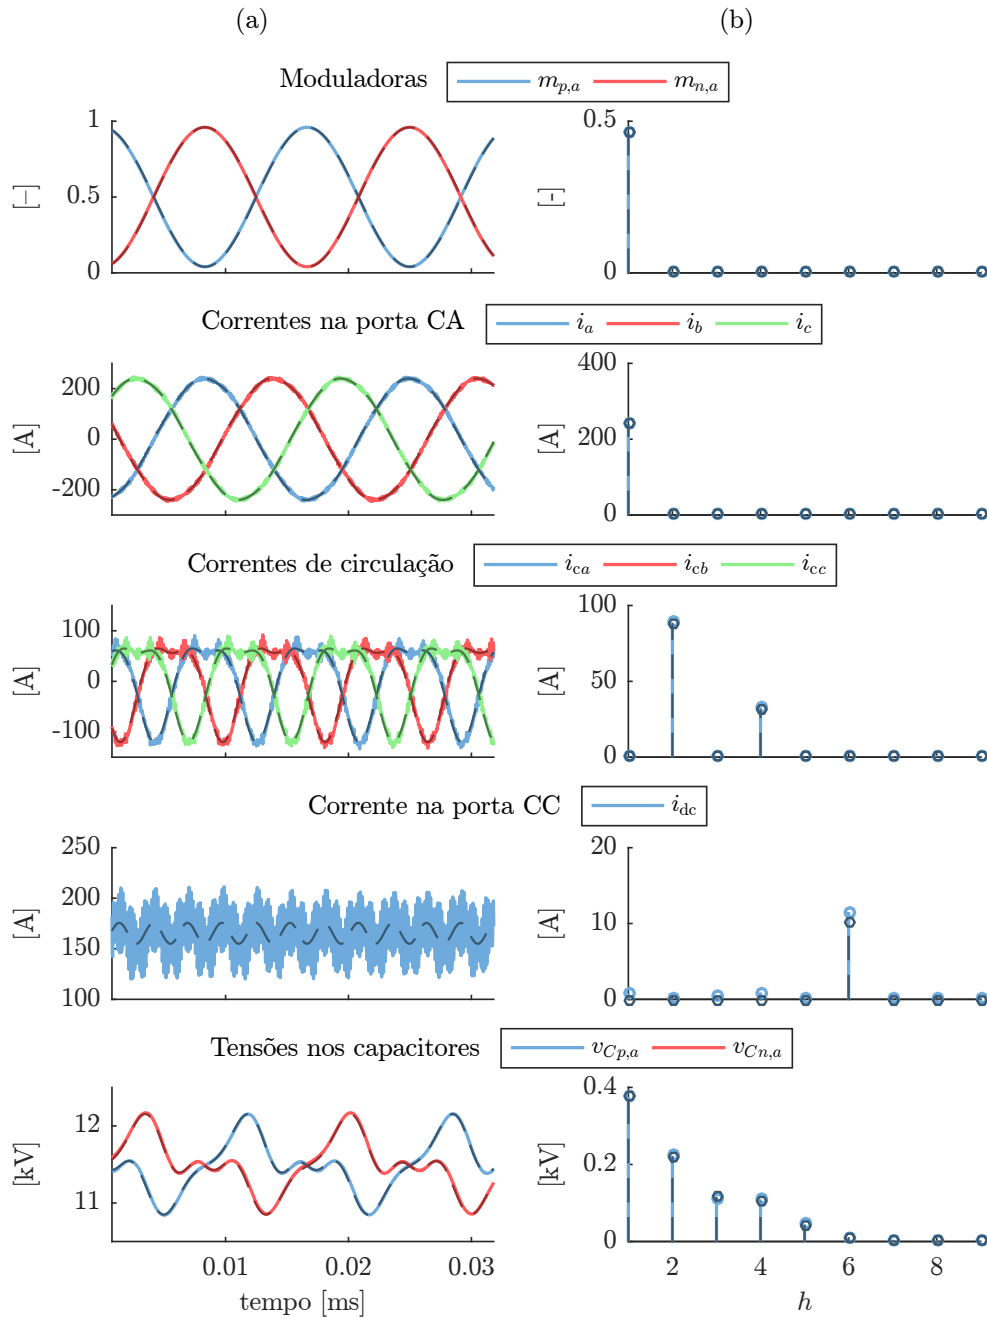 (a) (b)
Moduladoras m_{p,a} m_{n,a}
1
0.5
0
[−]
0.5
0
[-]
Correntes na porta CA i_a i_b i_c
200
0
-200
[A]
400
200
0
[A]
Correntes de circulação i_{ca} i_{cb} i_{cc}
100
0
-100
[A]
100
50
0
[A]
Corrente na porta CC i_{dc}
250
200
150
100
[A]
20
10
0
[A]
Tensões nos capacitores v_{Cp,a} v_{Cn,a}
12
11
[kV]
0.4
0.2
0
[kV]
0.01 0.02 0.03
tempo [ms]
2 4 6 8
h